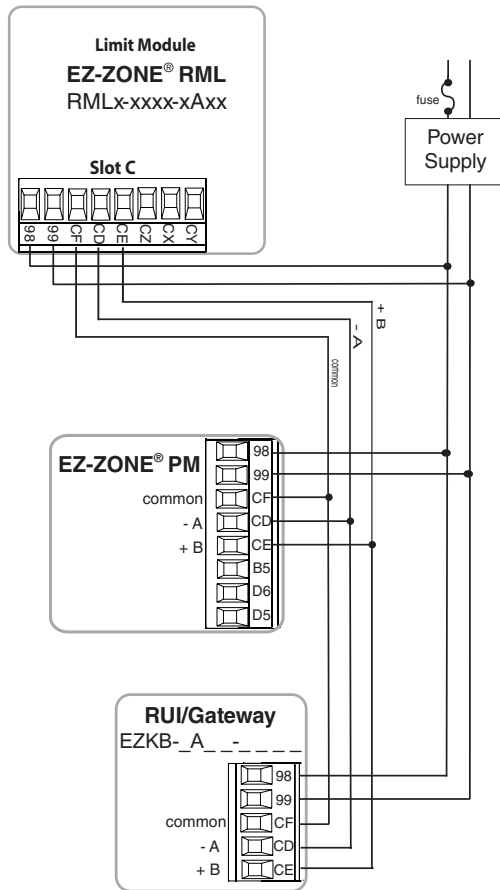 Limit Module
EZ-ZONE® RML
RMLx-xxxx-xAxx
Slot C
98
99
CF
CD
CE
CZ
CX
CY
fuse
Power
Supply
+ B
- A
common
EZ-ZONE® PM
98
99
common CF
- A CD
+ B CE
B5
D6
D5
RUI/Gateway
EZKB-_A_ _-_ _ _ _
98
99
common CF
- A CD
+ B CE